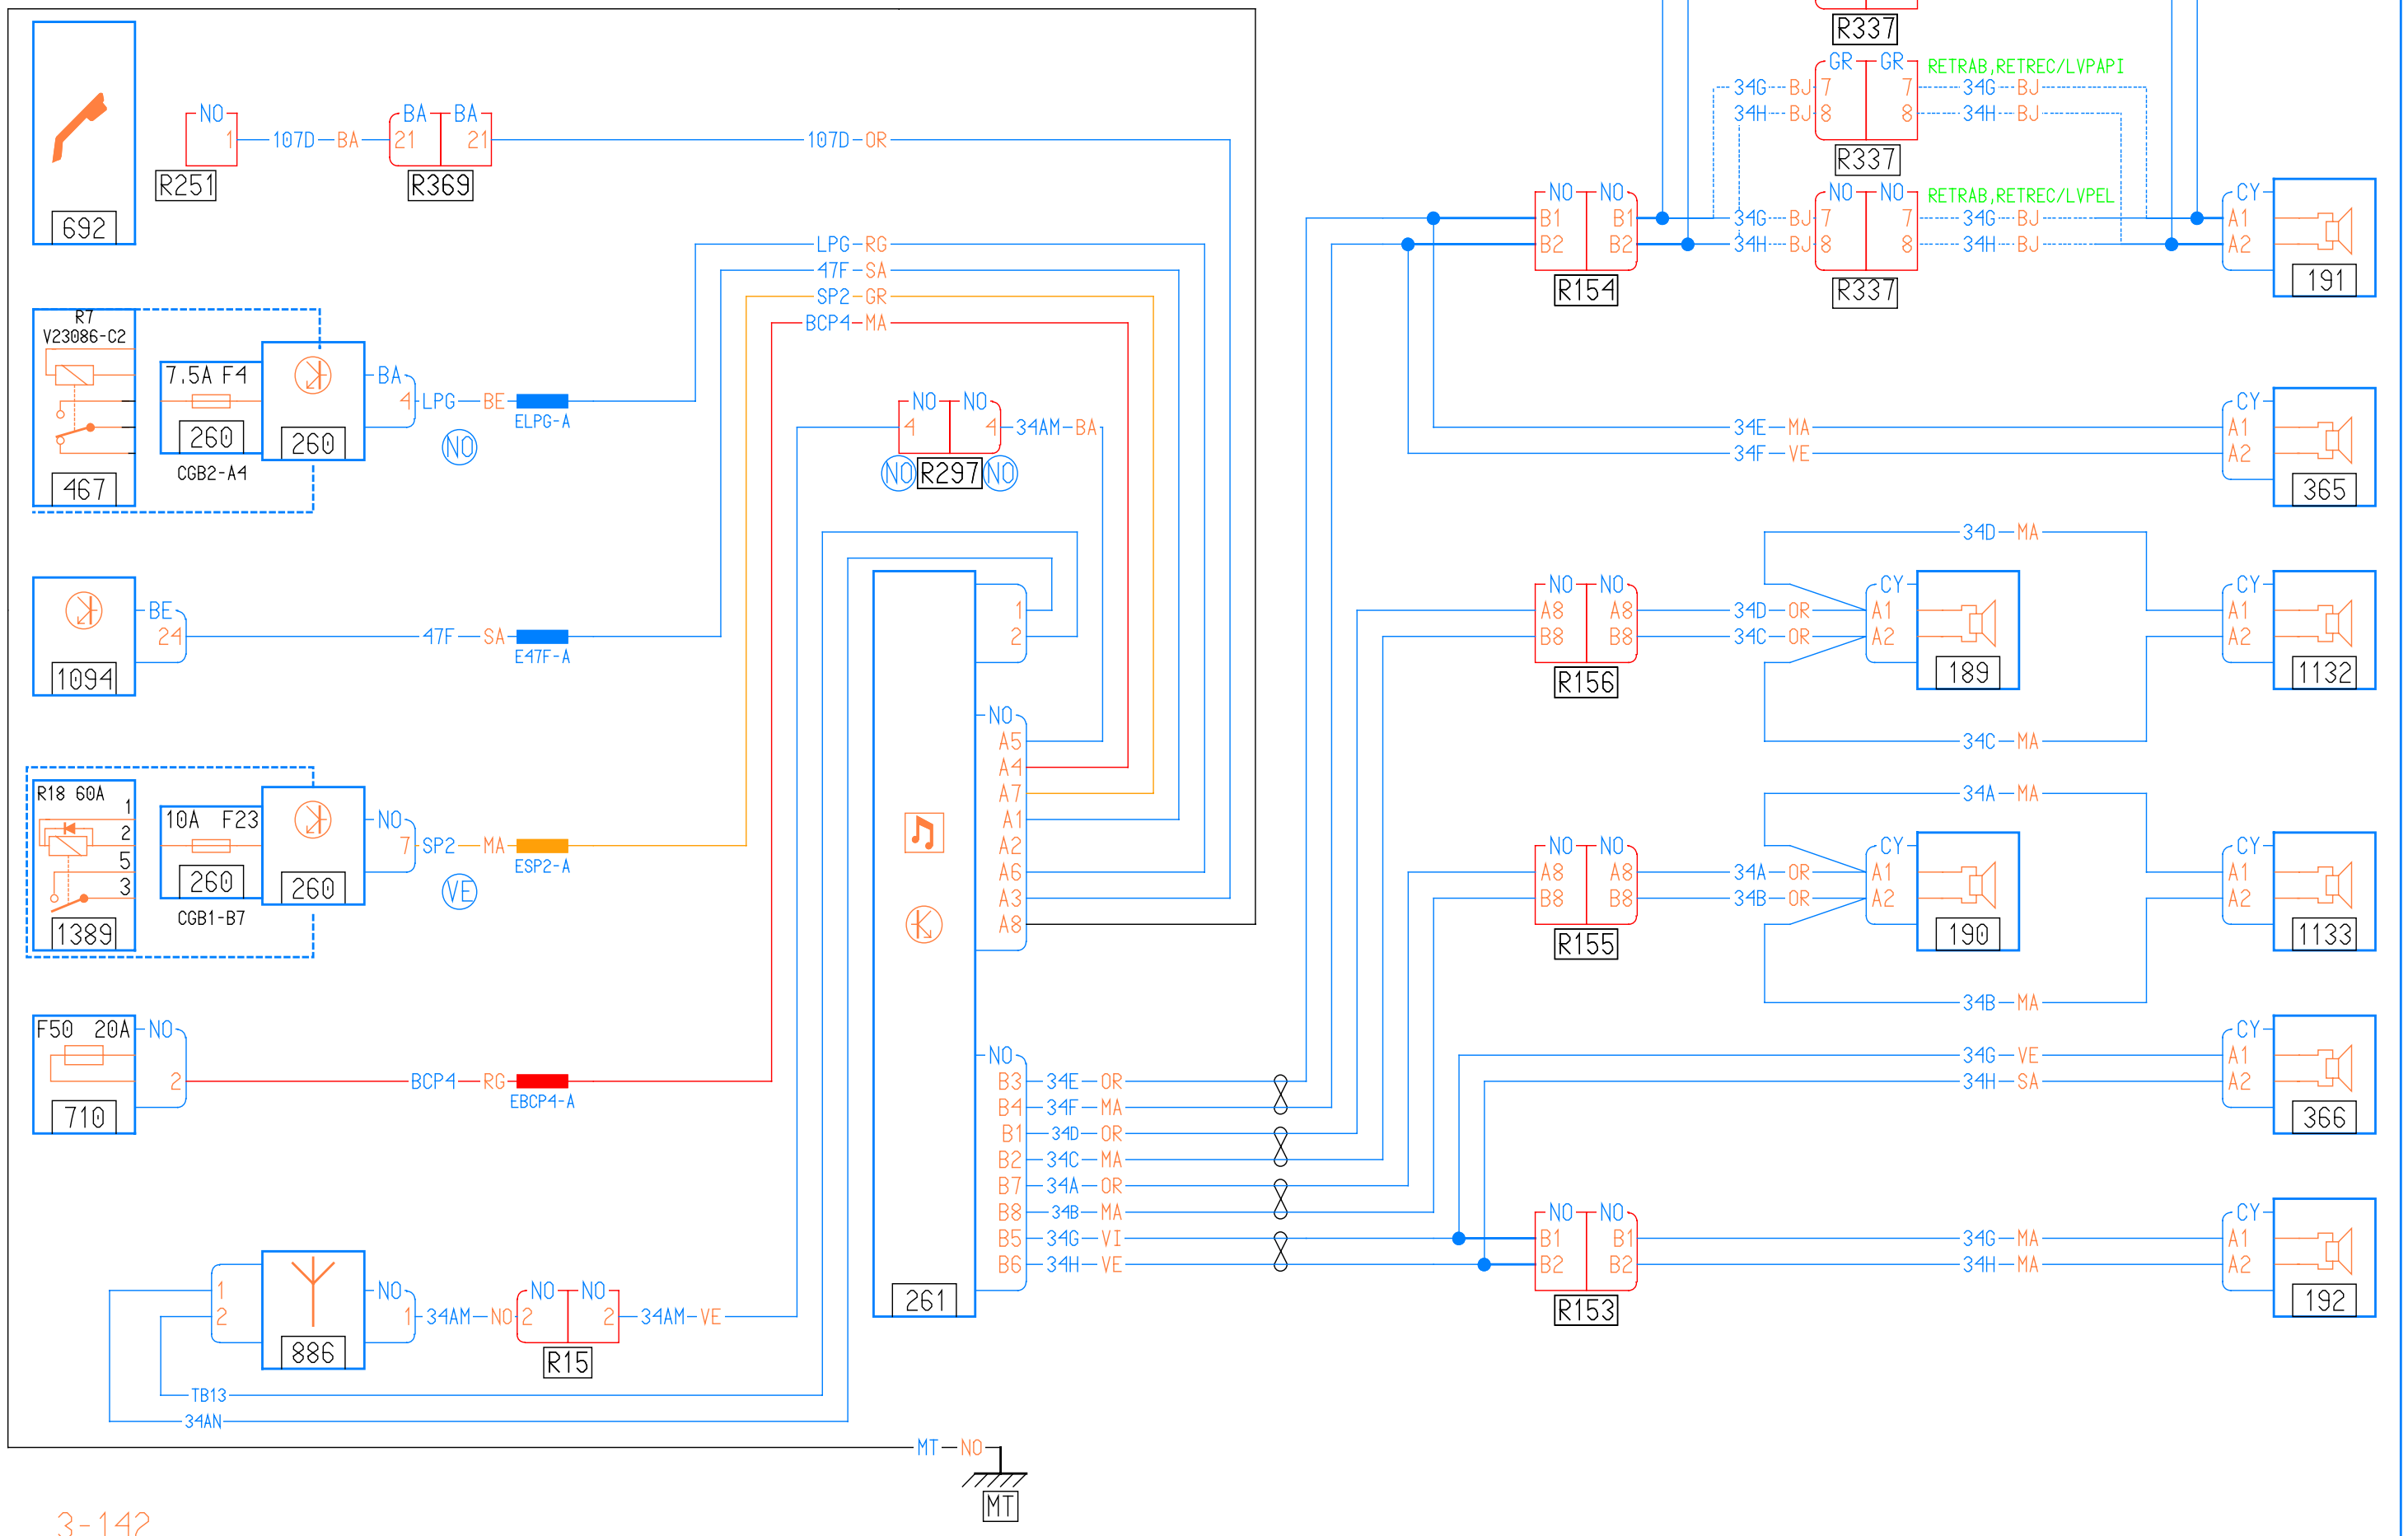 R337
GR GR RETRAB,RETREC/LVPAPI
34G BJ 7 7 34G BJ
34H BJ 8 8 34H BJ
R337
NO BA BA
1 107D BA 21 21 107D OR
R251 R369
692
NO NO NO NO RETRAB,RETREC/LVPEL CY
B1 B1 34G BJ 7 7 34G BJ A1
B2 B2 34H BJ 8 8 34H BJ A2
R154 R337 191
LPG RG
47F SA
SP2 GR
BCP4 MA
R7
V23086-C2
7.5A F4 BA
4 LPG BE
ELPG-A
260 260 NO
CGB2-A4
467
NO NO
4 4 34AM BA
NO R297 NO
CY
34E MA A1
34F VE A2
365
34D MA
NO NO CY CY
A8 A8 34D OR A1 A1
B8 B8 34C OR A2 A2
R156 189 1132
34C MA
BE
24 47F SA
E47F-A
1094
1
2
NO
A5
A4
A7
A1
A2
A6
A3
A8
R18 60A
1
2
5
3
10A F23 NO
7 SP2 MA
ESP2-A
260 260 VE
CGB1-B7
1389
34A MA
NO NO CY CY
A8 A8 34A OR A1 A1
B8 B8 34B OR A2 A2
R155 190 1133
34B MA
F50 20A NO
2 BCP4 RG
EBCP4-A
710
NO
B3 34E OR
B4 34F MA
B1 34D OR
B2 34C MA
B7 34A OR
B8 34B MA
B5 34G VI
B6 34H VE
261
CY
34G VE A1
34H SA A2
366
NO NO CY
B1 B1 34G MA A1
B2 B2 34H MA A2
R153 192
1 NO NO NO
2 1 34AM NO 2 2 34AM VE
886 R15
TB13
34AN
MT NO
MT
3-142